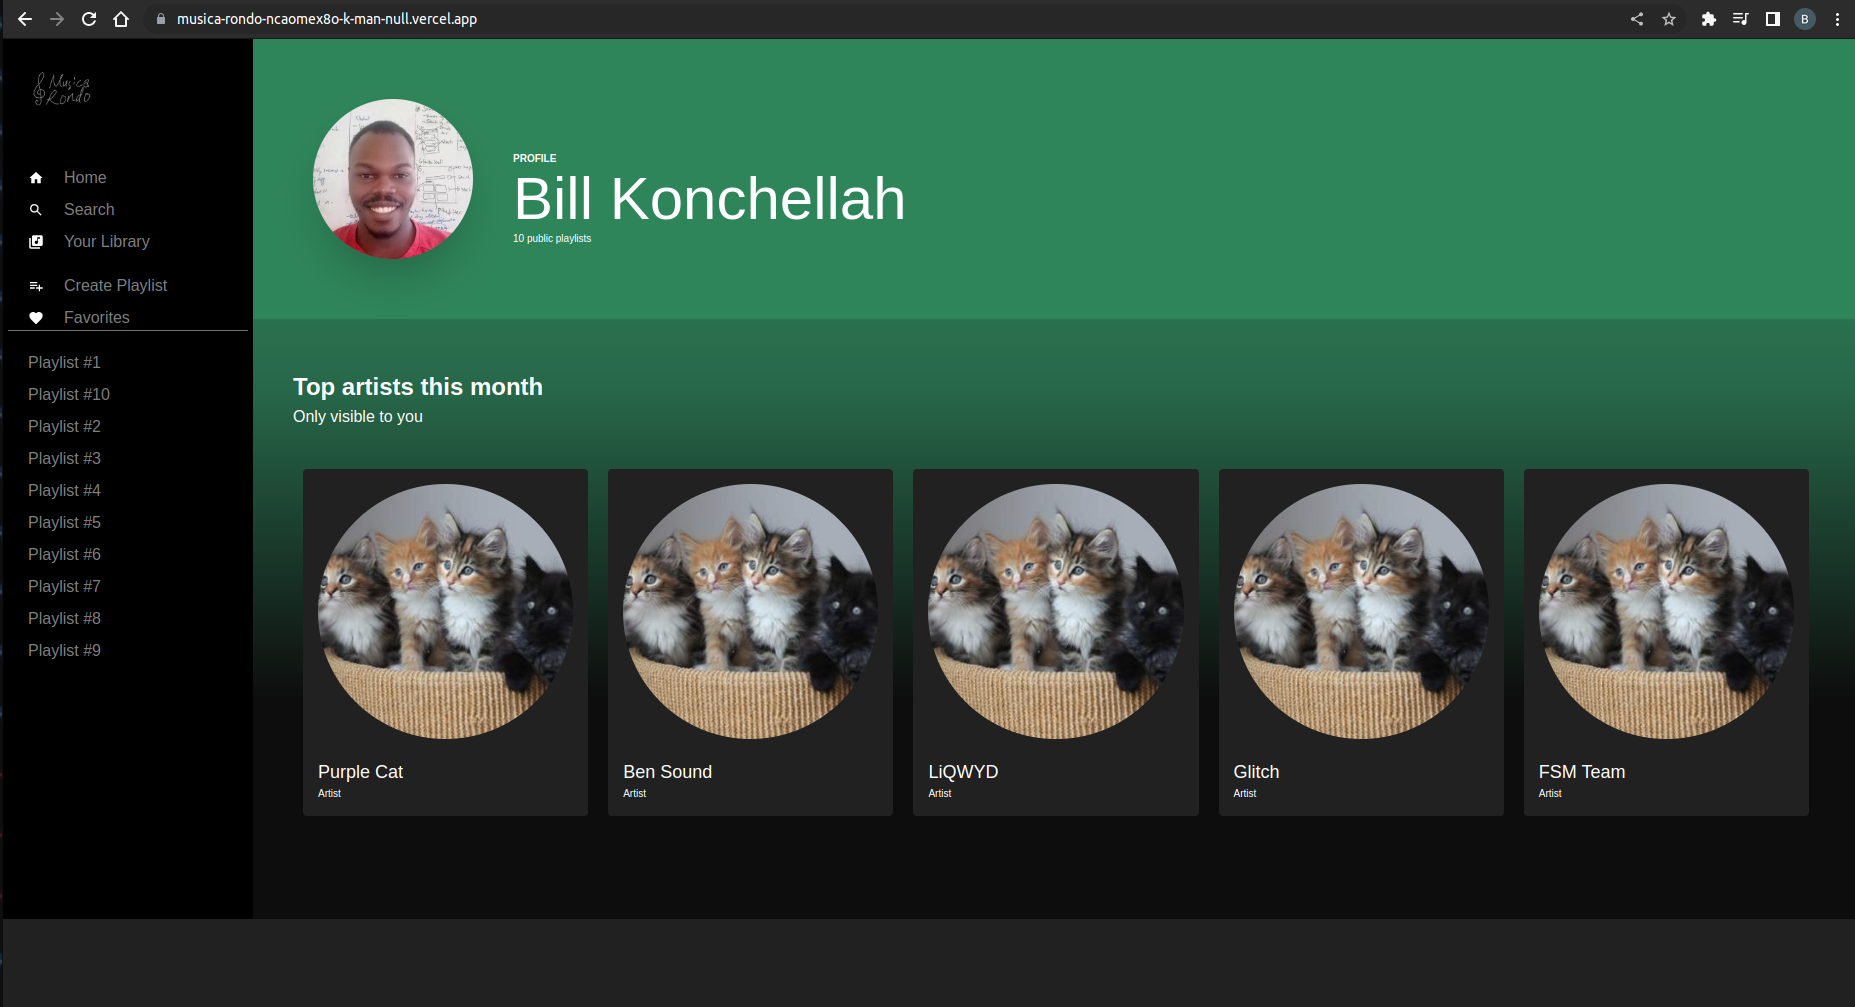 musica-rondo-ncaomex8o-k-man-null.vercel.app
B
Musica
Rondo
Home
Search
Your Library
Create Playlist
Favorites
Playlist #1
Playlist #10
Playlist #2
Playlist #3
Playlist #4
Playlist #5
Playlist #6
Playlist #7
Playlist #8
Playlist #9
PROFILE
Bill Konchellah
10 public playlists
Top artists this month
Only visible to you
Purple Cat
Artist
Ben Sound
Artist
LiQWYD
Artist
Glitch
Artist
FSM Team
Artist